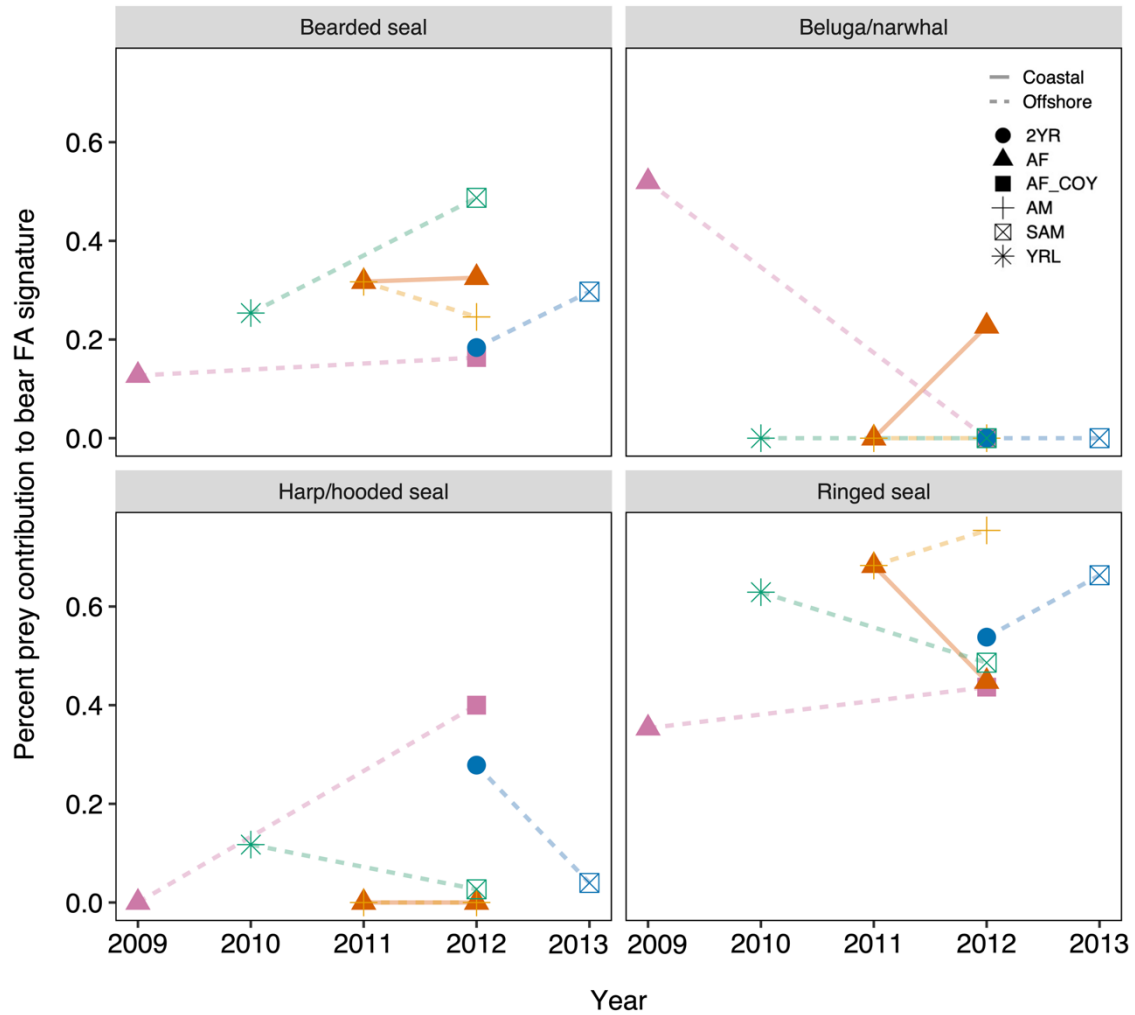 Bearded seal
Beluga/narwhal
Coastal
Offshore
2YR
AF
AF_COY
AM
SAM
YRL
0.6
0.4
0.2
0.0
Harp/hooded seal
Ringed seal
0.6
0.4
0.2
0.0
Percent prey contribution to bear FA signature
2009 2010 2011 2012 2013
2009 2010 2011 2012 2013
Year